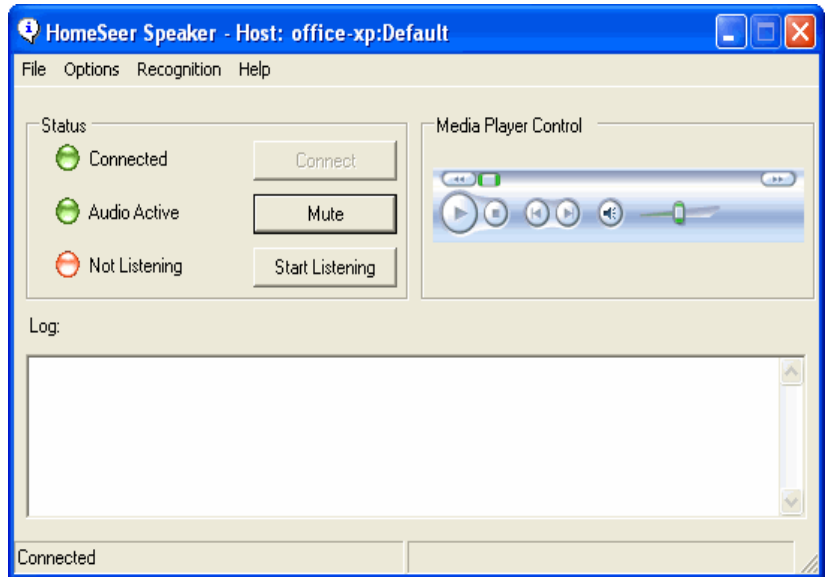 HomeSeer Speaker - Host: office-xp:Default
File Options Recognition Help
Status
Connected Connect
Audio Active Mute
Not Listening Start Listening
Media Player Control
Log:
Connected